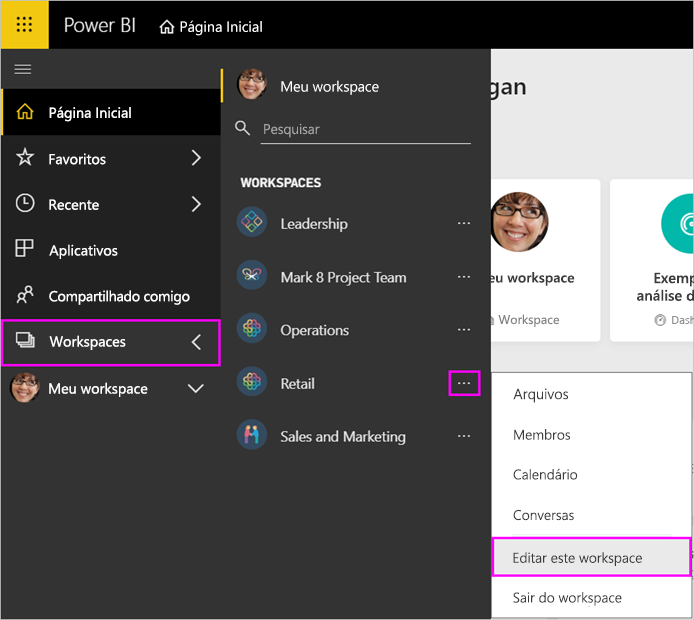 Power BI
Página Inicial
Página Inicial
Favoritos
Recente
Aplicativos
Compartilhado comigo
Workspaces
Meu workspace
Meu workspace
Pesquisar
WORKSPACES
Leadership
Mark 8 Project Team
Operations
Retail
Sales and Marketing
gan
eu workspace
Workspace
Exemp
análise d
Dash
Arquivos
Membros
Calendário
Conversas
Editar este workspace
Sair do workspace